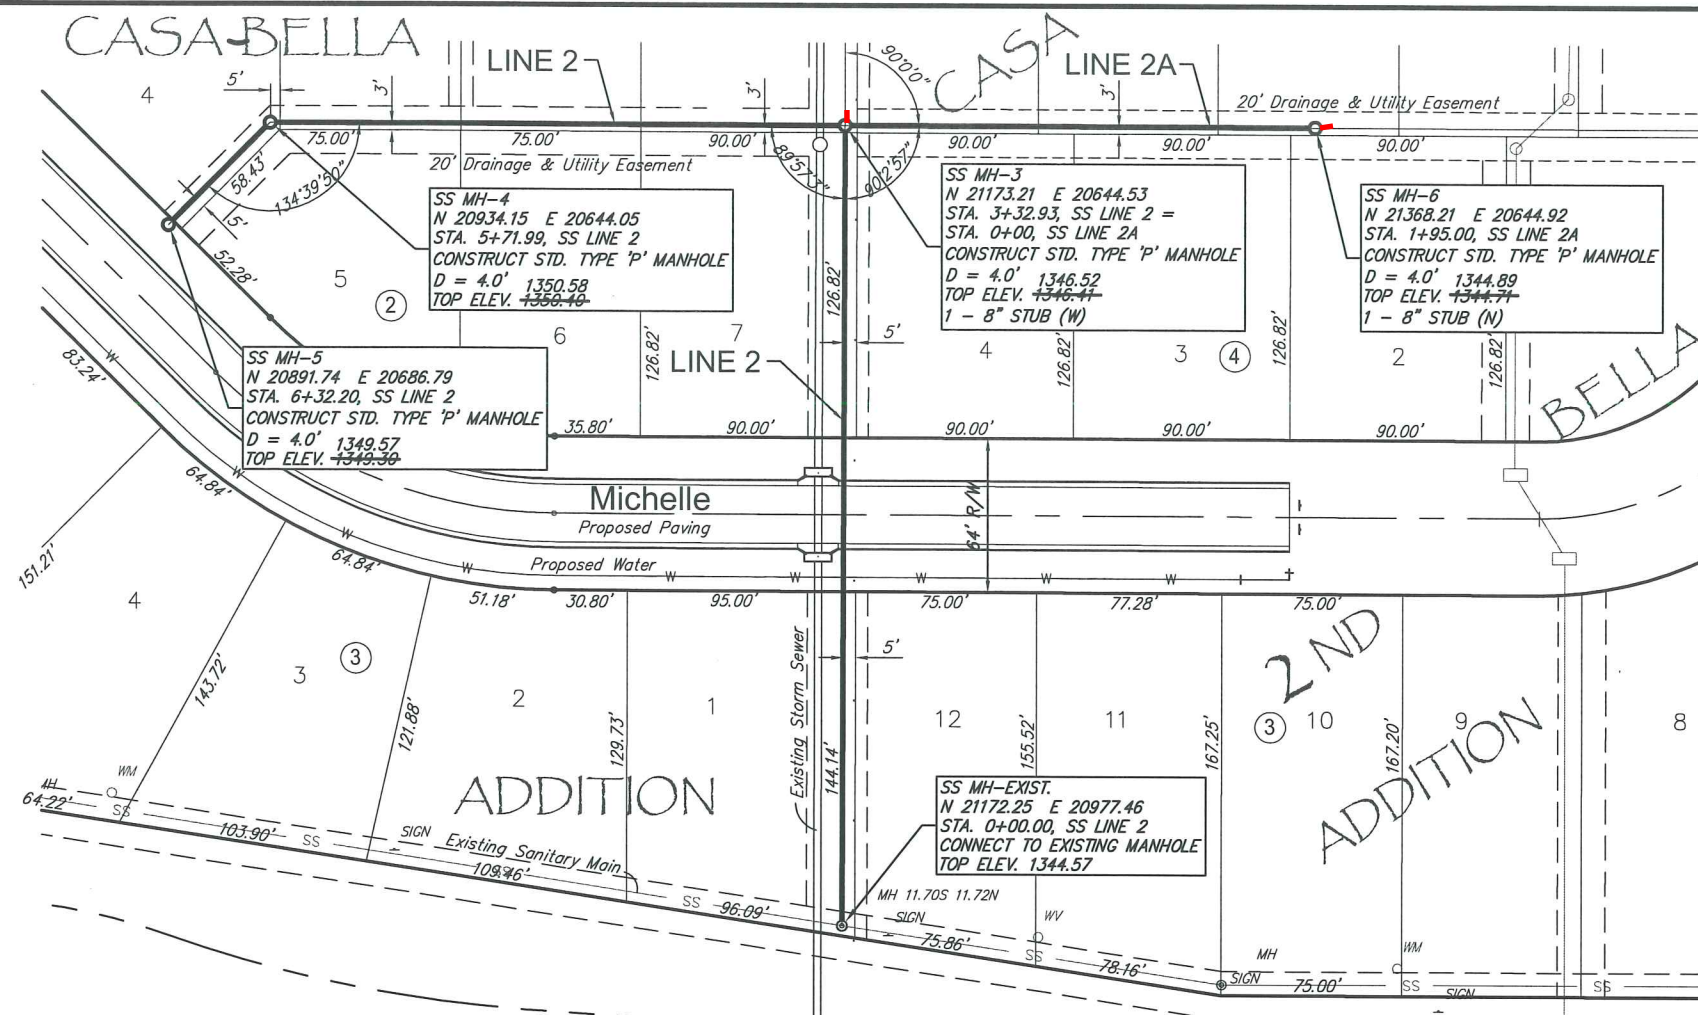 CASA BELLA
CASA
LINE 2
LINE 2A
90°0'0"
4
5'
3'
3'
3'
20' Drainage & Utility Easement
75.00'
75.00'
90.00'
90.00'
90.00'
90.00'
20' Drainage & Utility Easement
58.43'
134°39'50"
89°57'3"
90°2'57"
5'
52.28'
SS MH-4
N 20934.15 E 20644.05
STA. 5+71.99, SS LINE 2
CONSTRUCT STD. TYPE 'P' MANHOLE
D = 4.0' 1350.58
TOP ELEV. 1350.40
SS MH-3
N 21173.21 E 20644.53
STA. 3+32.93, SS LINE 2 =
STA. 0+00, SS LINE 2A
CONSTRUCT STD. TYPE 'P' MANHOLE
D = 4.0' 1346.52
TOP ELEV. 1346.41
1 - 8" STUB (W)
SS MH-6
N 21368.21 E 20644.92
STA. 1+95.00, SS LINE 2A
CONSTRUCT STD. TYPE 'P' MANHOLE
D = 4.0' 1344.89
TOP ELEV. 1344.71
1 - 8" STUB (N)
5
2
6
7
126.82'
126.82'
5'
4
126.82'
3
4
126.82'
2
126.82'
LINE 2
BELLA
SS MH-5
N 20891.74 E 20686.79
STA. 6+32.20, SS LINE 2
CONSTRUCT STD. TYPE 'P' MANHOLE
D = 4.0' 1349.57
TOP ELEV. 1349.30
83.24'
W
35.80'
90.00'
90.00'
90.00'
90.00'
64.84'
W
Michelle
Proposed Paving
64' R/W
W
64.84'
Proposed Water
W
W
W
W
W
W
151.21'
4
51.18'
30.80'
95.00'
75.00'
77.28'
75.00'
143.72'
3
3
121.88'
2
129.73'
1
Existing Storm Sewer
144.14'
5'
12
155.52'
11
167.25'
3
10
167.20'
9
8
2 ND
ADDITION
ADDITION
SS MH-EXIST.
N 21172.25 E 20977.46
STA. 0+00.00, SS LINE 2
CONNECT TO EXISTING MANHOLE
TOP ELEV. 1344.57
MH
WM
64.22'
SS
103.90'
SS
SIGN
Existing Sanitary Main
109.46'
SS
SS
96.09'
MH 11.70S 11.72N
SIGN
75.86'
WV
SS
78.16'
MH
SIGN
75.00'
WM
SS
SIGN
SS